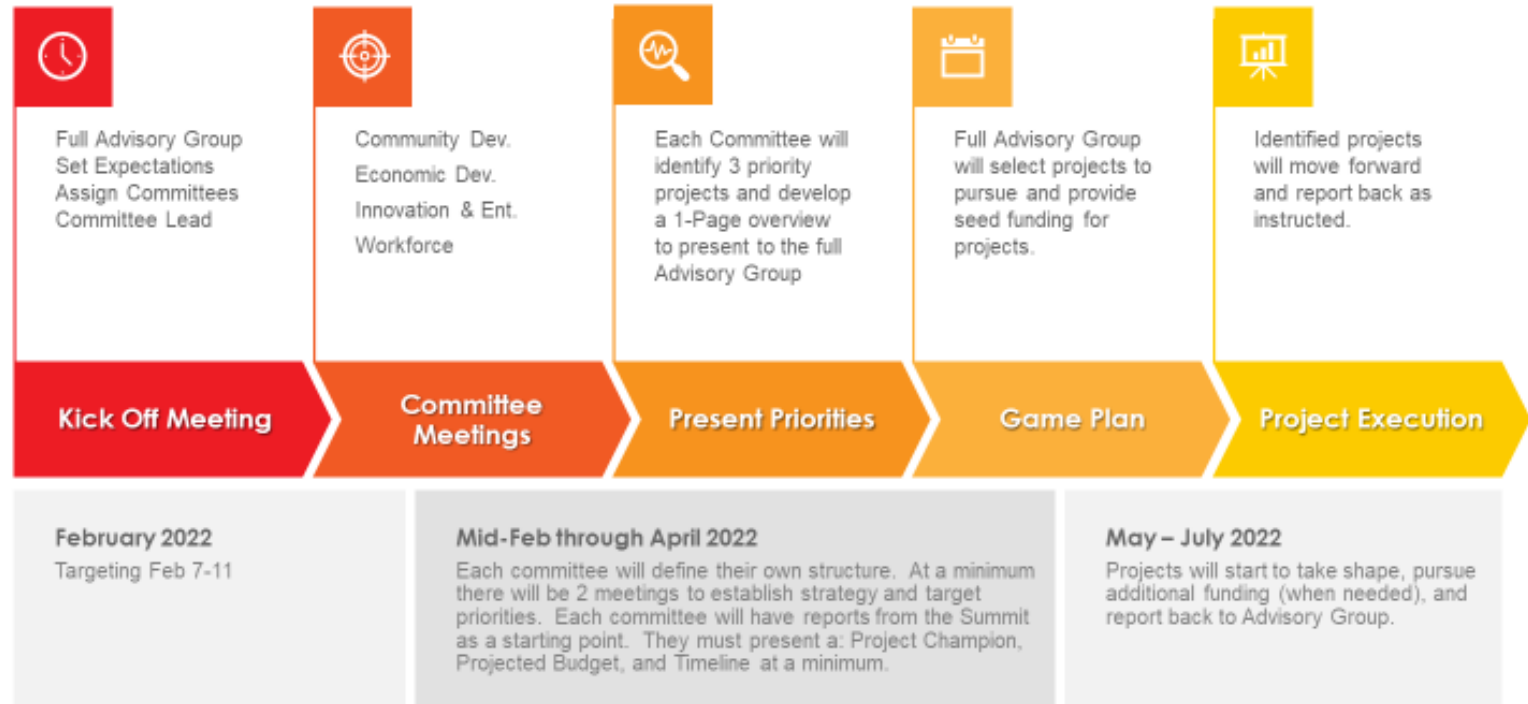 Full Advisory Group
Set Expectations
Assign Committees
Committee Lead
Community Dev.
Economic Dev.
Innovation & Ent.
Workforce
Each Committee will
identify 3 priority
projects and develop
a 1-Page overview
to present to the full
Advisory Group
Full Advisory Group
will select projects to
pursue and provide
seed funding for
projects.
Identified projects
will move forward
and report back as
instructed.
Kick Off Meeting
Committee
Meetings
Present Priorities
Game Plan
Project Execution
February 2022
Targeting Feb 7-11
Mid-Feb through April 2022
Each committee will define their own structure. At a minimum
there will be 2 meetings to establish strategy and target
priorities. Each committee will have reports from the Summit
as a starting point. They must present a: Project Champion,
Projected Budget, and Timeline at a minimum.
May – July 2022
Projects will start to take shape, pursue
additional funding (when needed), and
report back to Advisory Group.